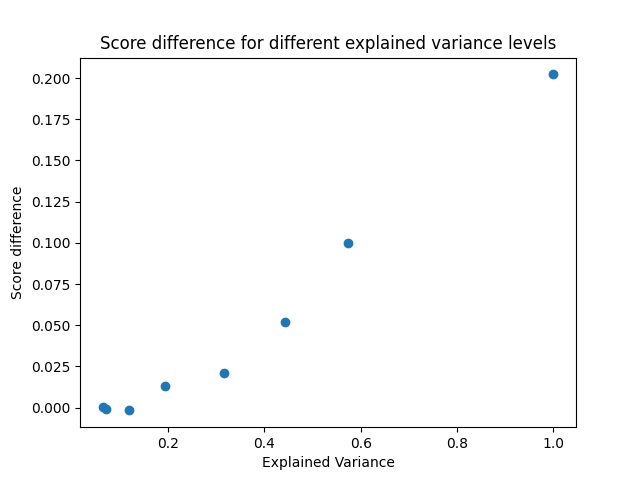 Score difference for different explained variance levels
0.200
0.175
0.150
0.125
0.100
0.075
0.050
0.025
0.000
Score difference
0.2 0.4 0.6 0.8 1.0
Explained Variance